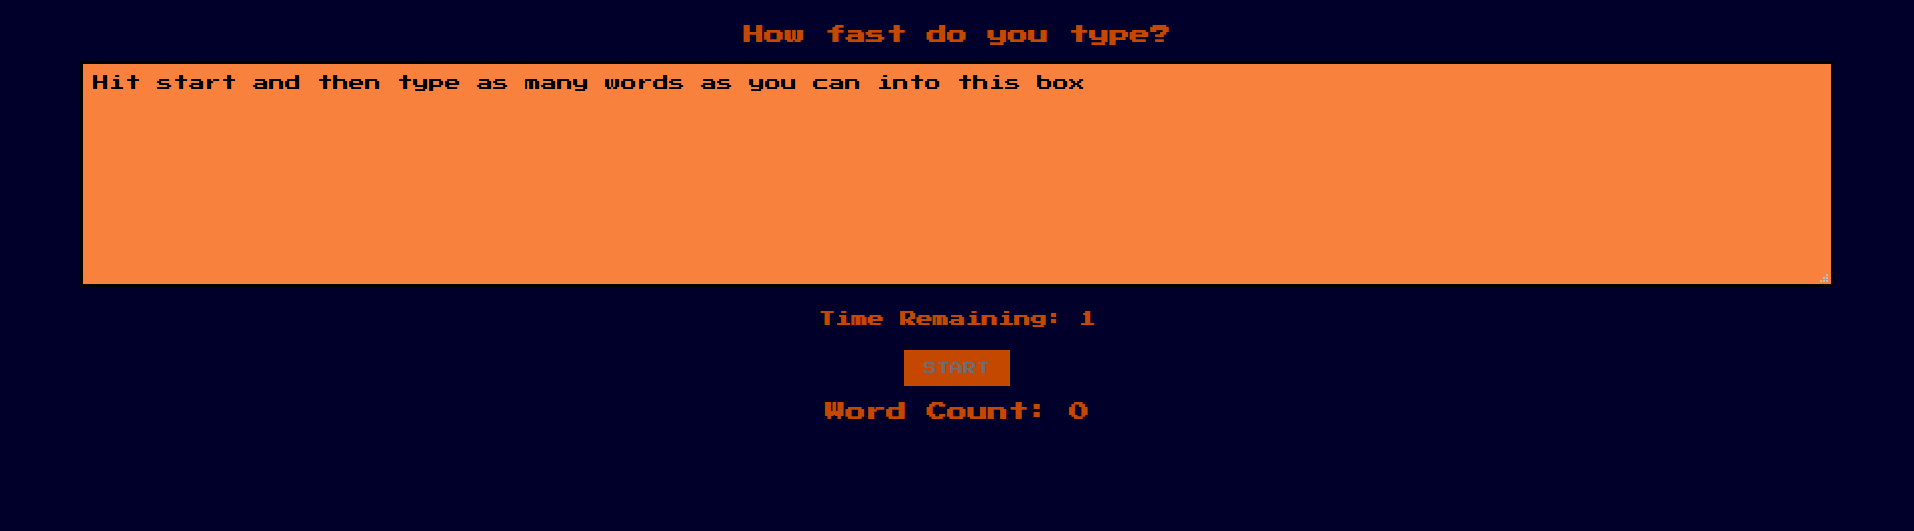 How fast do you type?
Hit start and then type as many words as you can into this box
Time Remaining: 1
START
Word Count: 0